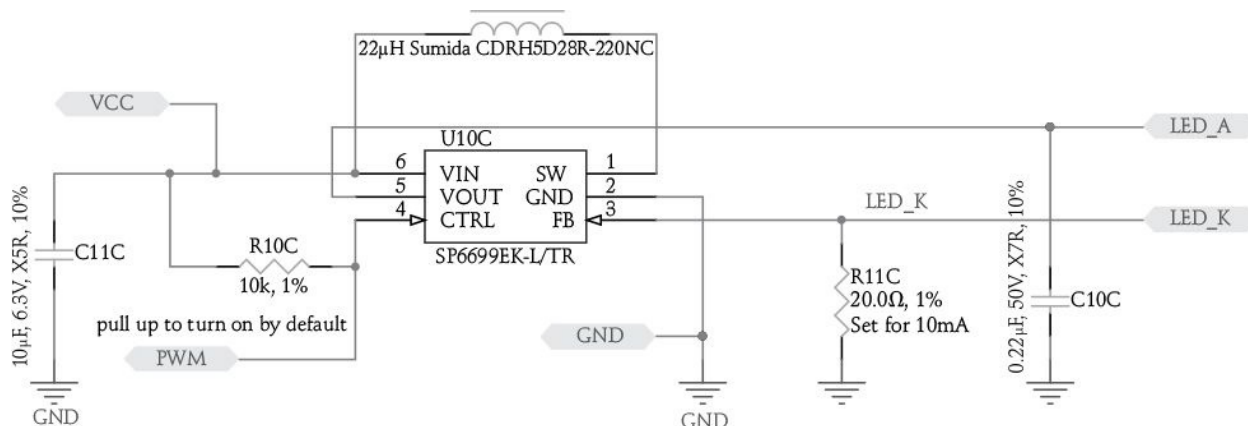 22µH Sumida CDRH5D28R-220NC
VCC
LED_A
U10C
6 VIN SW 1
5 VOUT GND 2
4 CTRL FB 3
LED_K
LED_K
SP6699EK-L/TR
10µF, 6.3V, X5R, 10%
C11C
R10C
10k, 1%
R11C
20.0Ω, 1%
Set for 10mA
0.22µF, 50V, X7R, 10%
C10C
pull up to turn on by default
GND
PWM
GND
GND